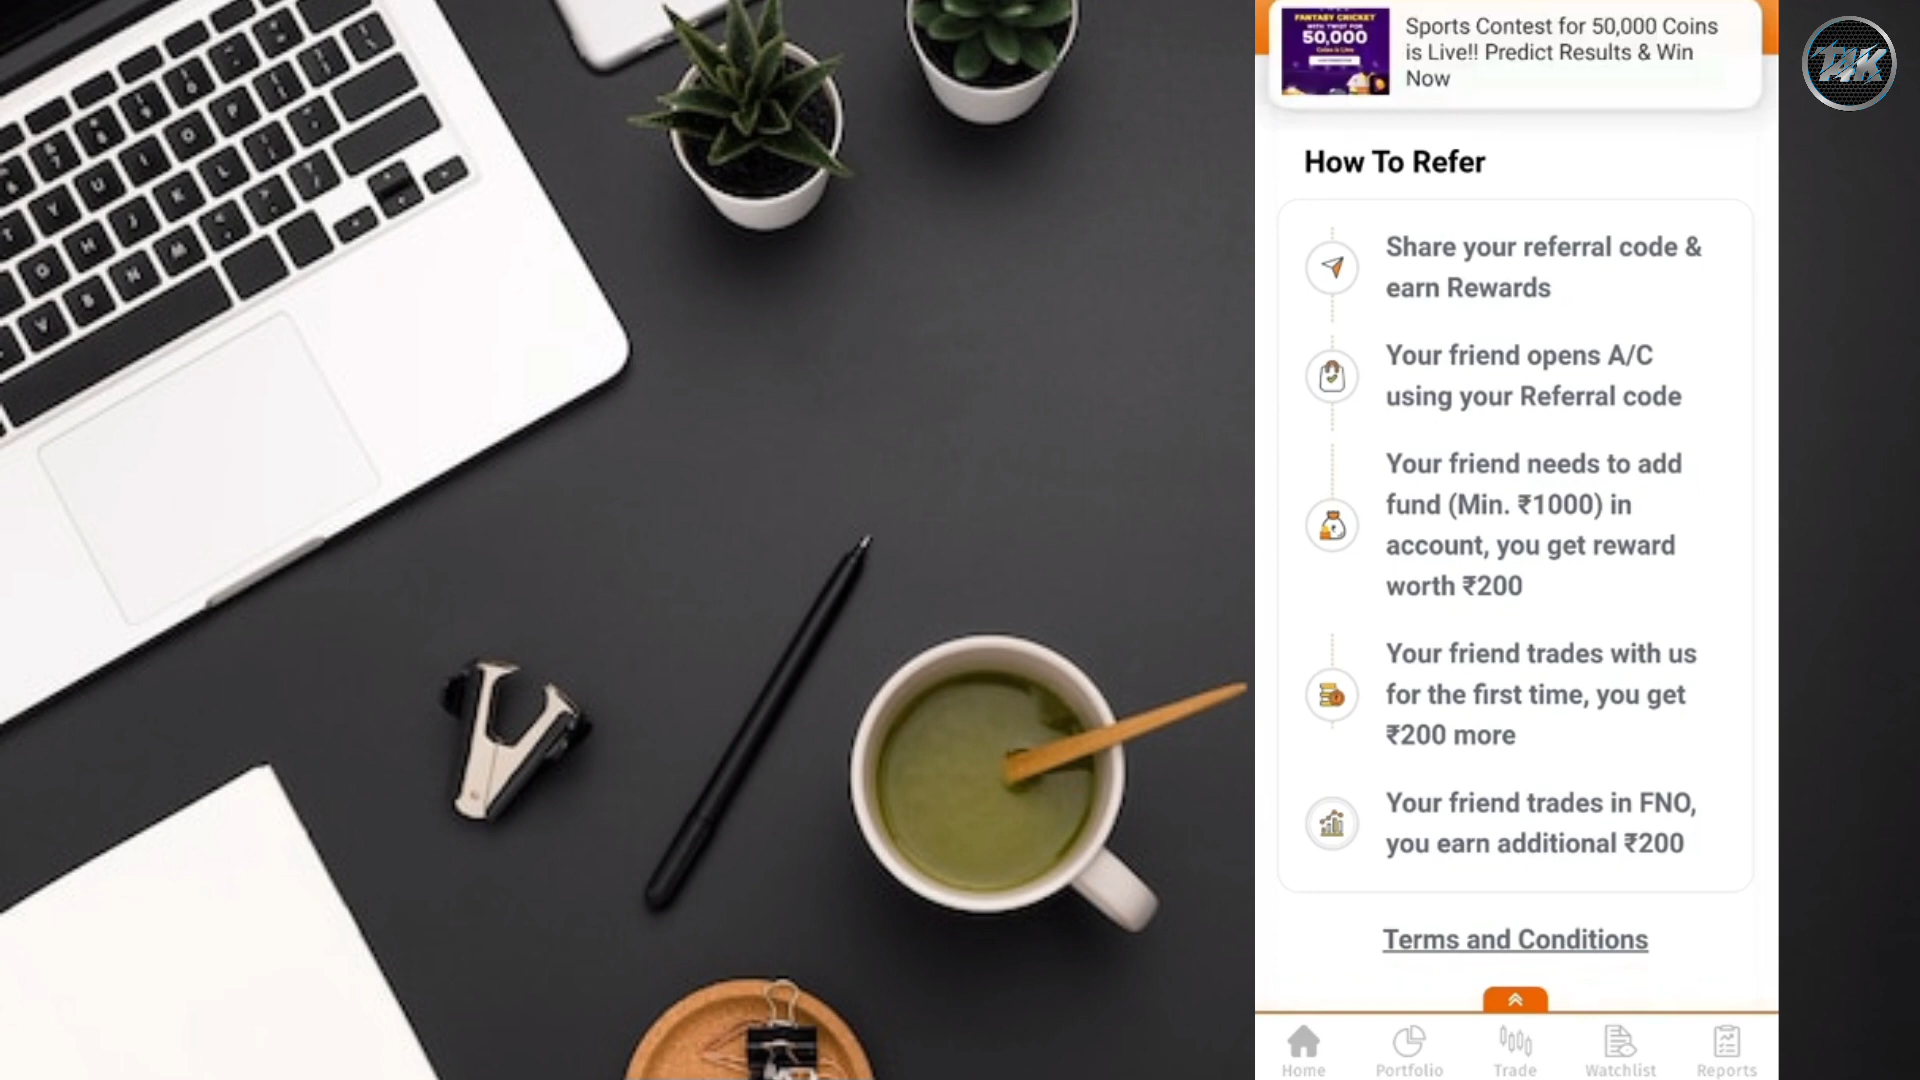 FANTASY CRICKET
WITH TWIST FOR
50,000
Sports Contest for 50,000 Coins
is Live!! Predict Results & Win
Now
How To Refer
Share your referral code &
earn Rewards
Your friend opens A/C
using your Referral code
Your friend needs to add
fund (Min. ₹1000) in
account, you get reward
worth ₹200
Your friend trades with us
for the first time, you get
₹200 more
Your friend trades in FNO,
you earn additional ₹200
Terms and Conditions
Home
Portfolio
Trade
Watchlist
Reports